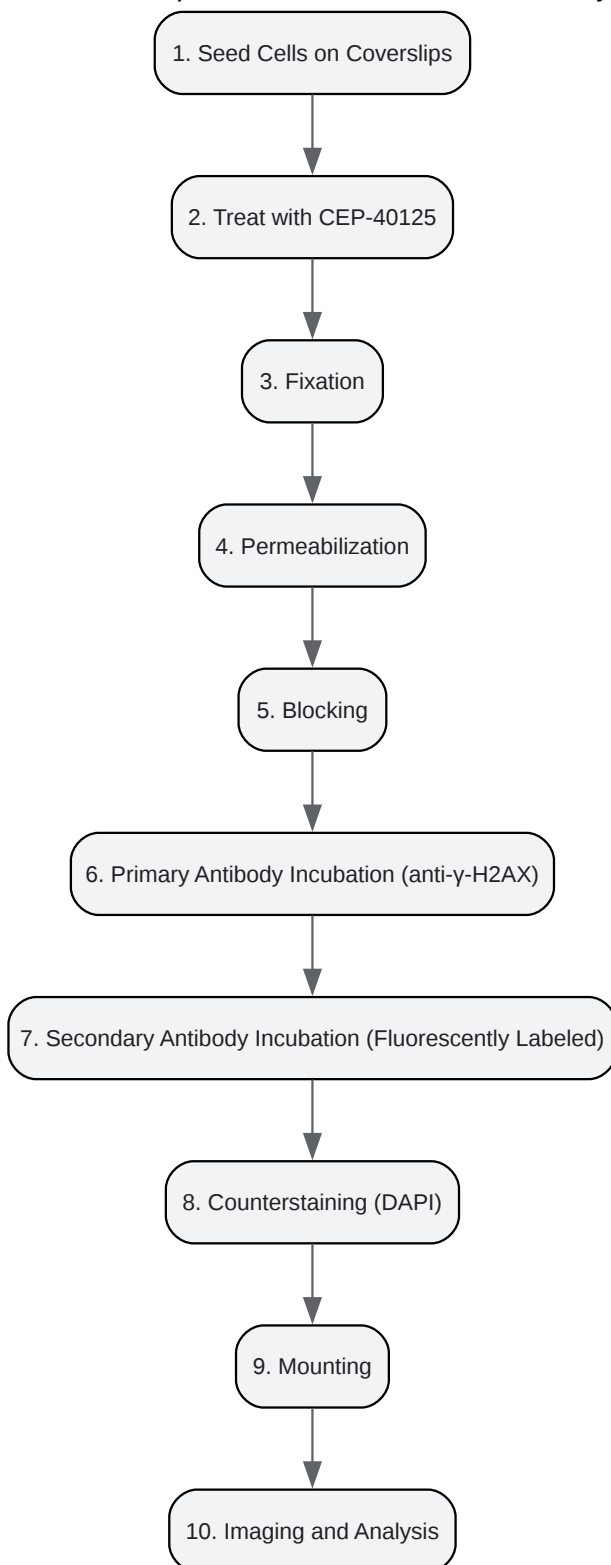 1. Seed Cells on Coverslips
2. Treat with CEP-40125
3. Fixation
4. Permeabilization
5. Blocking
6. Primary Antibody Incubation (anti-γ-H2AX)
7. Secondary Antibody Incubation (Fluorescently Labeled)
8. Counterstaining (DAPI)
9. Mounting
10. Imaging and Analysis